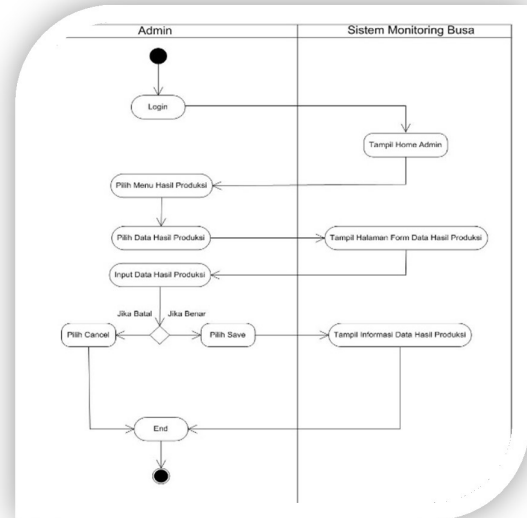 Admin
Sistem Monitoring Busa
Login
Tampil Home Admin
Pilih Menu Hasil Produksi
Pilih Data Hasil Produksi
Tampil Halaman Form Data Hasil Produksi
Input Data Hasil Produksi
Jika Batal
Jika Benar
Pilih Cancel
Pilih Save
Tampil Informasi Data Hasil Produksi
End